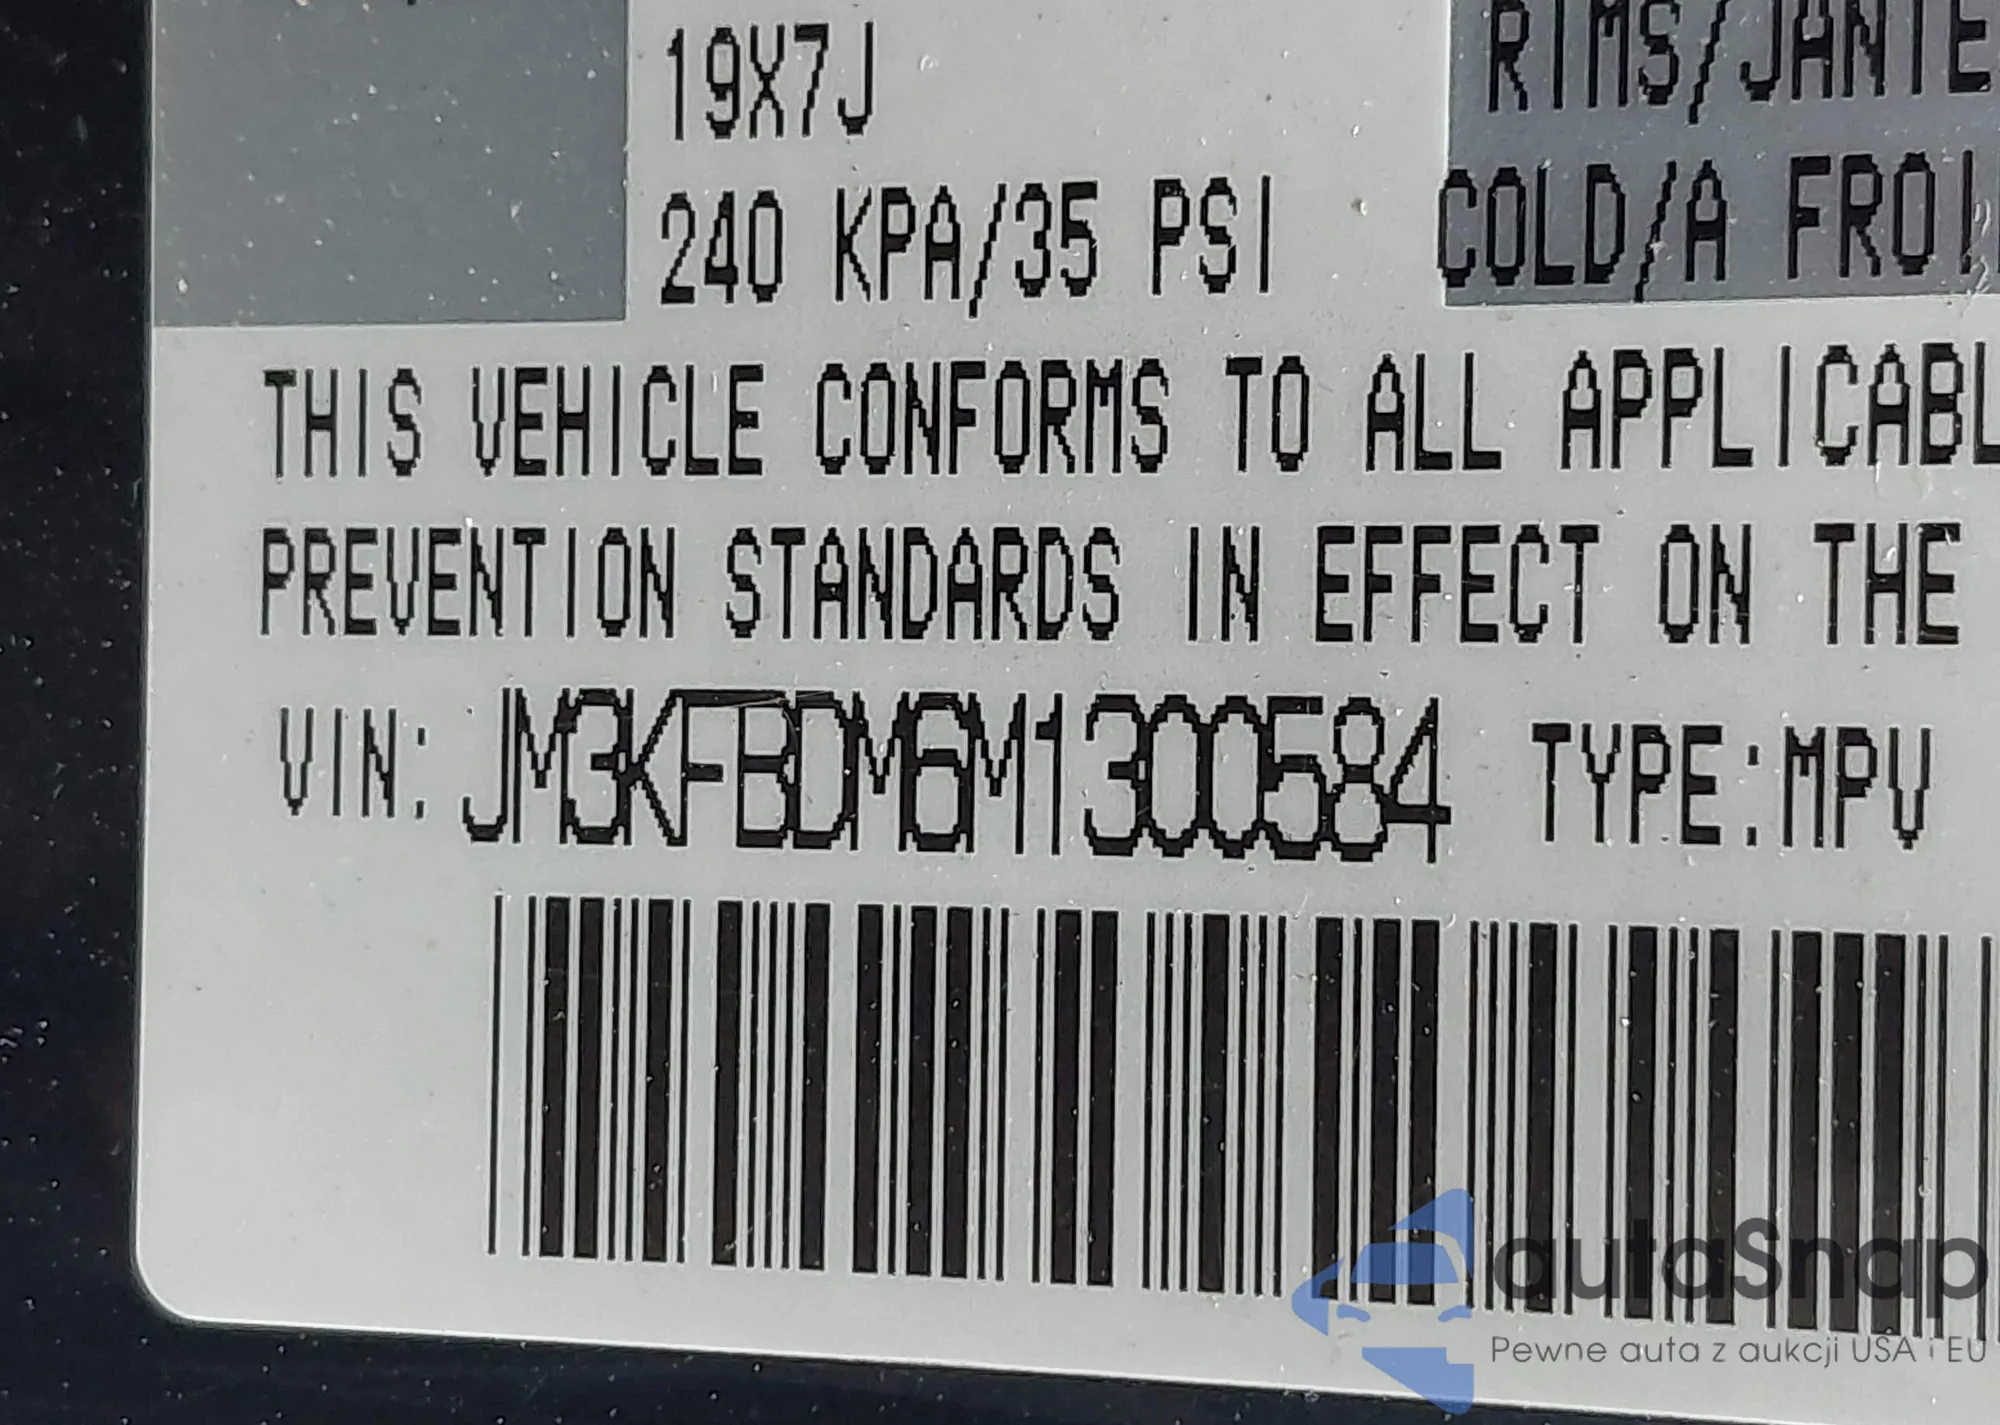 19X7J
RIMS/JANTE
240 KPA/35 PSI
COLD/A FROI
THIS VEHICLE CONFORMS TO ALL APPLICABL
PREVENTION STANDARDS IN EFFECT ON THE
VIN: JM3KFBDM6M1300584 TYPE:MPV
autaSnap
Pewne auta z aukcji USA i EU